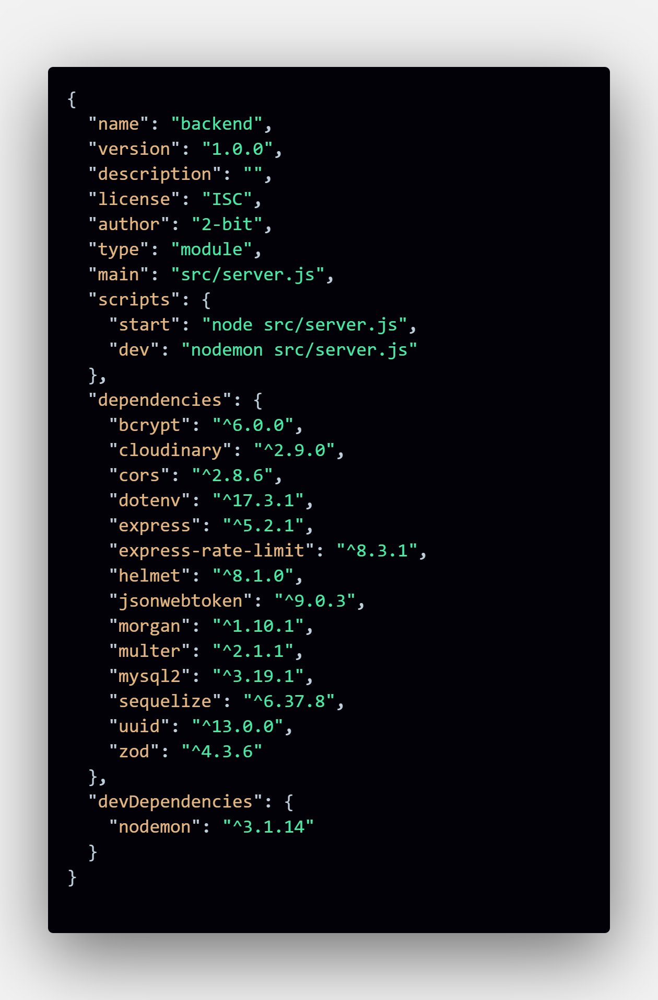 {
  "name": "backend",
  "version": "1.0.0",
  "description": "",
  "license": "ISC",
  "author": "2-bit",
  "type": "module",
  "main": "src/server.js",
  "scripts": {
    "start": "node src/server.js",
    "dev": "nodemon src/server.js"
  },
  "dependencies": {
    "bcrypt": "^6.0.0",
    "cloudinary": "^2.9.0",
    "cors": "^2.8.6",
    "dotenv": "^17.3.1",
    "express": "^5.2.1",
    "express-rate-limit": "^8.3.1",
    "helmet": "^8.1.0",
    "jsonwebtoken": "^9.0.3",
    "morgan": "^1.10.1",
    "multer": "^2.1.1",
    "mysql2": "^3.19.1",
    "sequelize": "^6.37.8",
    "uuid": "^13.0.0",
    "zod": "^4.3.6"
  },
  "devDependencies": {
    "nodemon": "^3.1.14"
  }
}